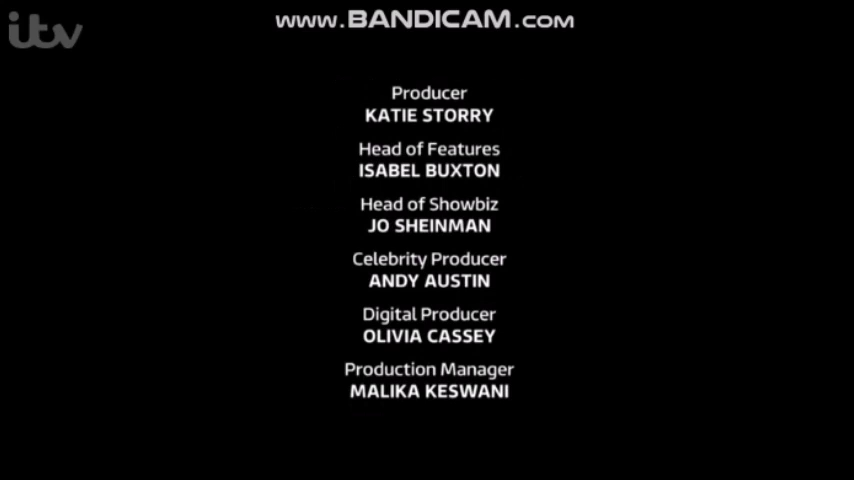 itv
www.BANDICAM.com
Producer
KATIE STORRY
Head of Features
ISABEL BUXTON
Head of Showbiz
JO SHEINMAN
Celebrity Producer
ANDY AUSTIN
Digital Producer
OLIVIA CASSEY
Production Manager
MALIKA KESWANI